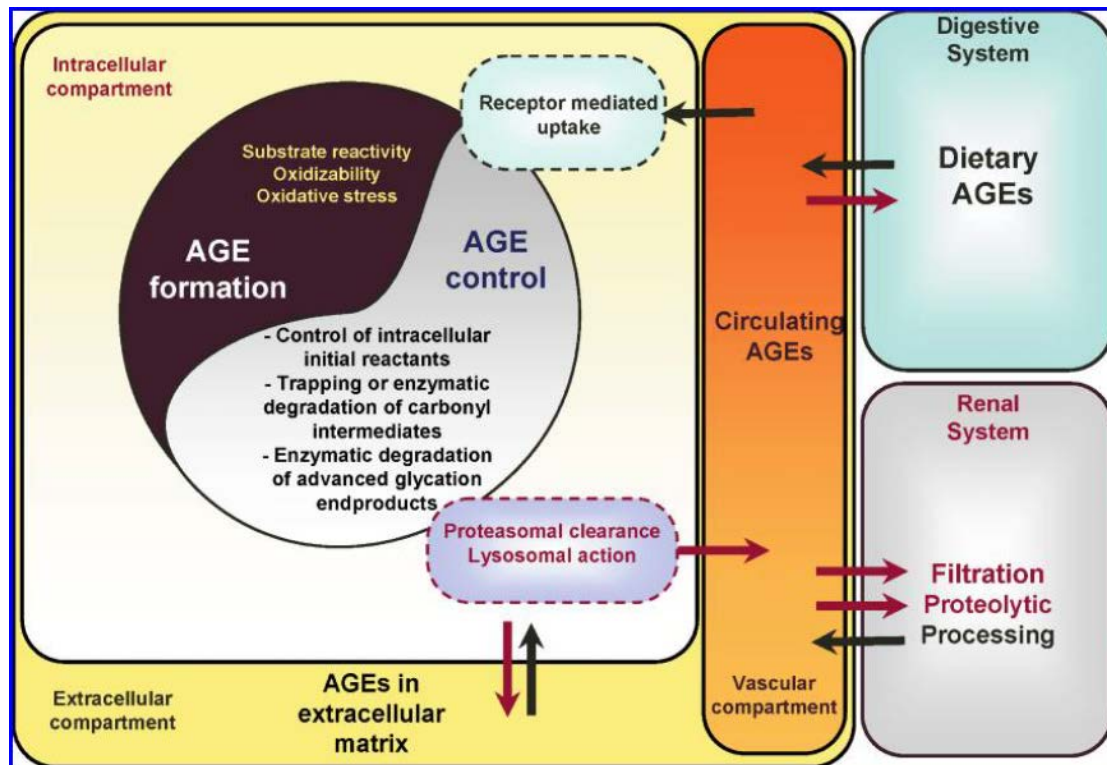 Intracellular
compartment
Receptor mediated
uptake
Substrate reactivity
Oxidizability
Oxidative stress
AGE
formation
AGE
control
- Control of intracellular
initial reactants
- Trapping or enzymatic
degradation of carbonyl
intermediates
- Enzymatic degradation
of advanced glycation
endproducts
Proteasomal clearance
Lysosomal action
Extracellular
compartment
AGEs in
extracellular
matrix
Circulating
AGEs
Vascular
compartment
Digestive
System
Dietary
AGEs
Renal
System
Filtration
Proteolytic
Processing